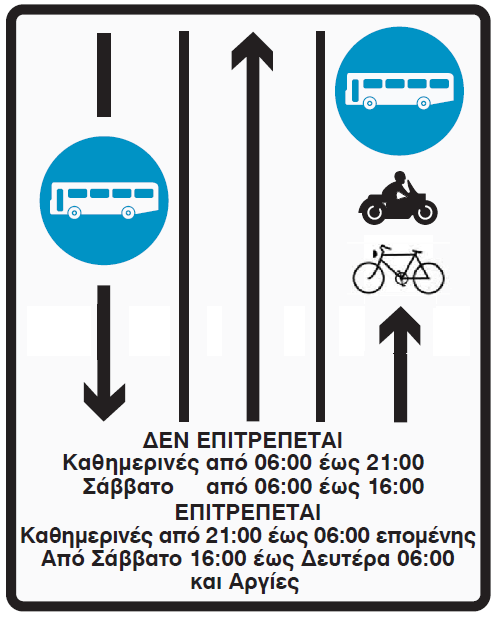 ΔΕΝ ΕΠΙΤΡΕΠΕΤΑΙ
Καθημερινές από 06:00 έως 21:00
Σάββατο από 06:00 έως 16:00
ΕΠΙΤΡΕΠΕΤΑΙ
Καθημερινές από 21:00 έως 06:00 επομένης
Από Σάββατο 16:00 έως Δευτέρα 06:00
και Αργίες